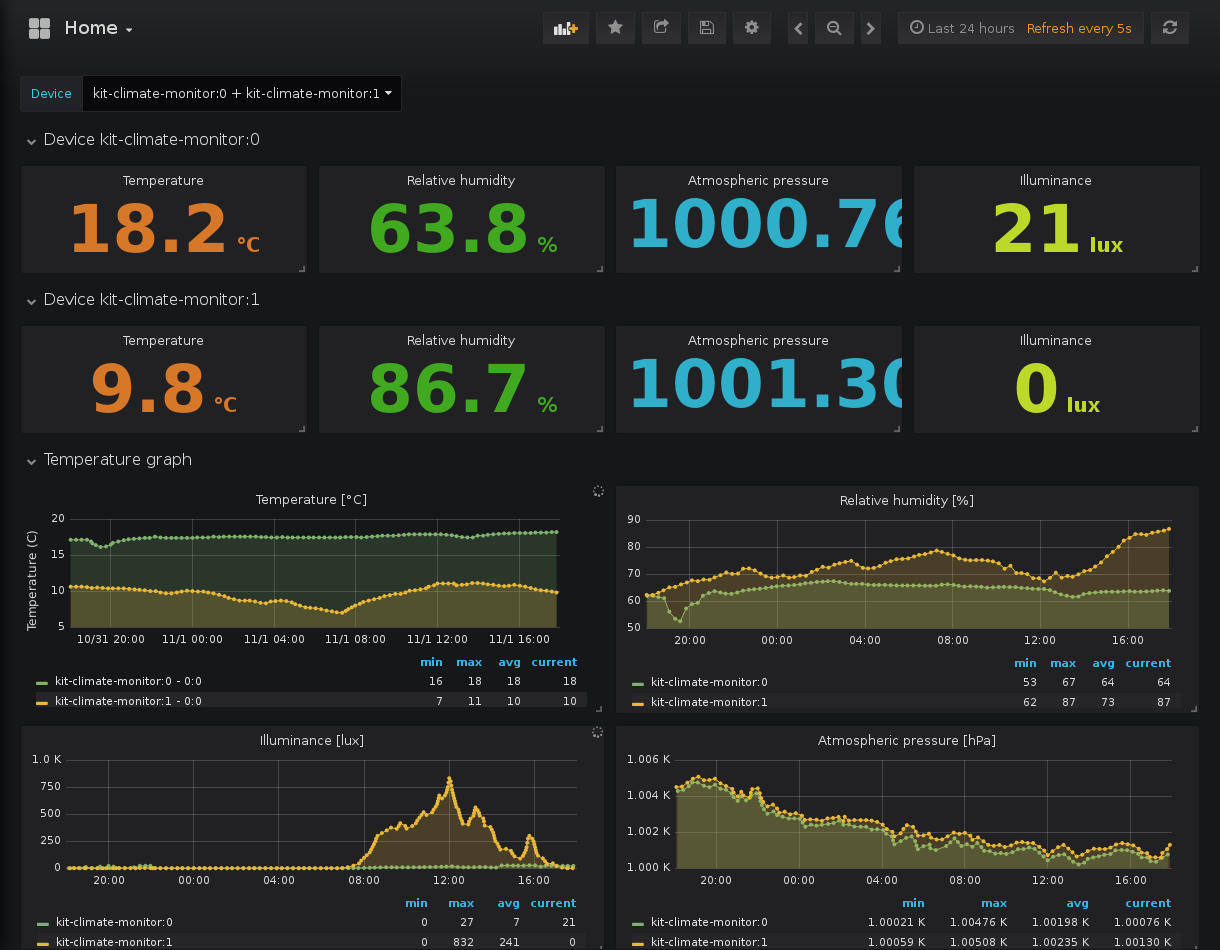 Home
Last 24 hours Refresh every 5s
Device kit-climate-monitor:0 + kit-climate-monitor:1
Device kit-climate-monitor:0
Temperature Relative humidity Atmospheric pressure Illuminance
18.2 °C 63.8 % 1000.76 21 lux
Device kit-climate-monitor:1
Temperature Relative humidity Atmospheric pressure Illuminance
9.8 °C 86.7 % 1001.30 0 lux
Temperature graph
Temperature [°C]
Temperature (C)
20
15
10
5
10/31 20:00 11/1 00:00 11/1 04:00 11/1 08:00 11/1 12:00 11/1 16:00
min max avg current
kit-climate-monitor:0 - 0:0 16 18 18 18
kit-climate-monitor:1 - 0:0 7 11 10 10
Relative humidity [%]
90
80
70
60
50
20:00 00:00 04:00 08:00 12:00 16:00
min max avg current
kit-climate-monitor:0 53 67 64 64
kit-climate-monitor:1 62 87 73 87
Illuminance [lux]
1.0 K
750
500
250
0
20:00 00:00 04:00 08:00 12:00 16:00
min max avg current
kit-climate-monitor:0 0 27 7 21
kit-climate-monitor:1 0 832 241 0
Atmospheric pressure [hPa]
1.006 K
1.004 K
1.002 K
1.000 K
20:00 00:00 04:00 08:00 12:00 16:00
min max avg current
kit-climate-monitor:0 1.00021 K 1.00476 K 1.00198 K 1.00076 K
kit-climate-monitor:1 1.00059 K 1.00508 K 1.00235 K 1.00130 K